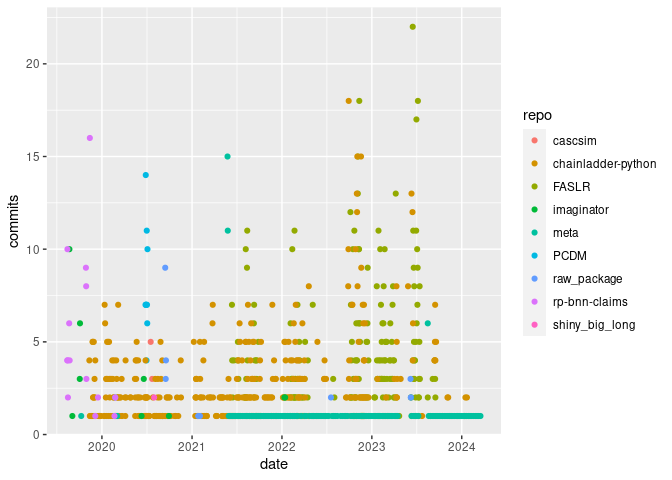 20
15
10
5
0
commits
2020
2021
2022
2023
2024
date
repo
cascsim
chainladder-python
FASLR
imaginator
meta
PCDM
raw_package
rp-bnn-claims
shiny_big_long